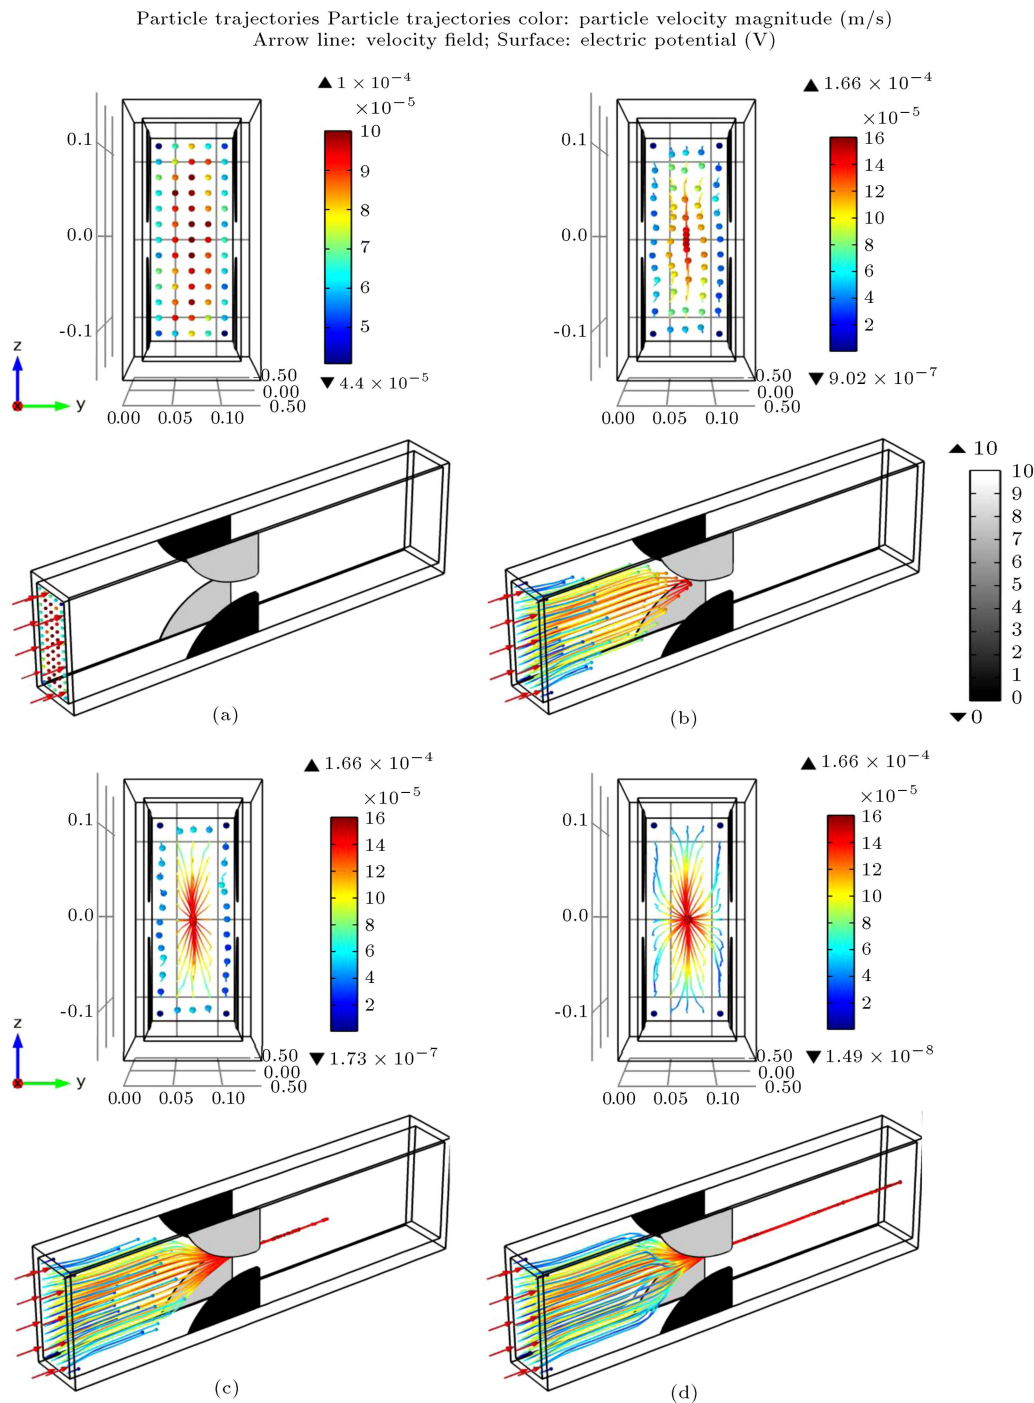 Particle trajectories Particle trajectories color: particle velocity magnitude (m/s)
Arrow line: velocity field; Surface: electric potential (V)
▲ 1 × 10⁻⁴
×10⁻⁵
10
9
8
7
6
5
▼ 4.4 × 10⁻⁵
0.1
0.0
-0.1
z
y
x
-0.50
0.00
0.50
0.00 0.05 0.10
▲ 1.66 × 10⁻⁴
×10⁻⁵
16
14
12
10
8
6
4
2
▼ 9.02 × 10⁻⁷
0.1
0.0
-0.1
-0.50
0.00
0.50
0.00 0.05 0.10
(a)
(b)
▲ 10
10
9
8
7
6
5
4
3
2
1
0
▼ 0
▲ 1.66 × 10⁻⁴
×10⁻⁵
16
14
12
10
8
6
4
2
▼ 1.73 × 10⁻⁷
0.1
0.0
-0.1
z
y
x
-0.50
0.00
0.50
0.00 0.05 0.10
▲ 1.66 × 10⁻⁴
×10⁻⁵
16
14
12
10
8
6
4
2
▼ 1.49 × 10⁻⁸
0.1
0.0
-0.1
-0.50
0.00
0.50
0.00 0.05 0.10
(c)
(d)